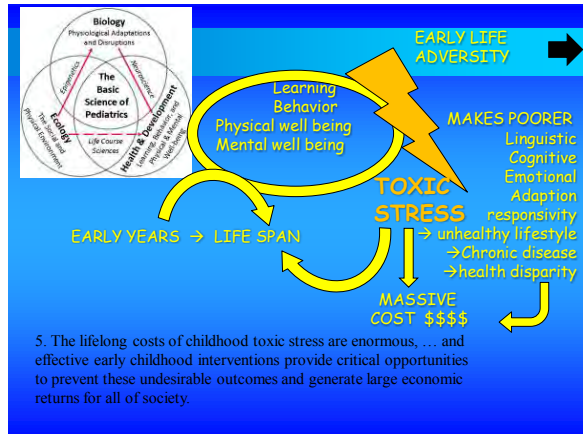 Biology
Physiological Adaptations
and Disruptions
Epigenetics
Neuroscience
The
Basic
Science of
Pediatrics
Ecology
The Social and
Physical Environment
Life Course
Sciences
Health & Development
Learning, Behavior, and
Physical & Mental
Well-being
EARLY LIFE
ADVERSITY
Learning
Behavior
Physical well being
Mental well being
MAKES POORER
Linguistic
Cognitive
Emotional
Adaption
responsivity
→ unhealthy lifestyle
→Chronic disease
→health disparity
TOXIC
STRESS
EARLY YEARS → LIFE SPAN
MASSIVE
COST $$$$
5. The lifelong costs of childhood toxic stress are enormous, … and
effective early childhood interventions provide critical opportunities
to prevent these undesirable outcomes and generate large economic
returns for all of society.